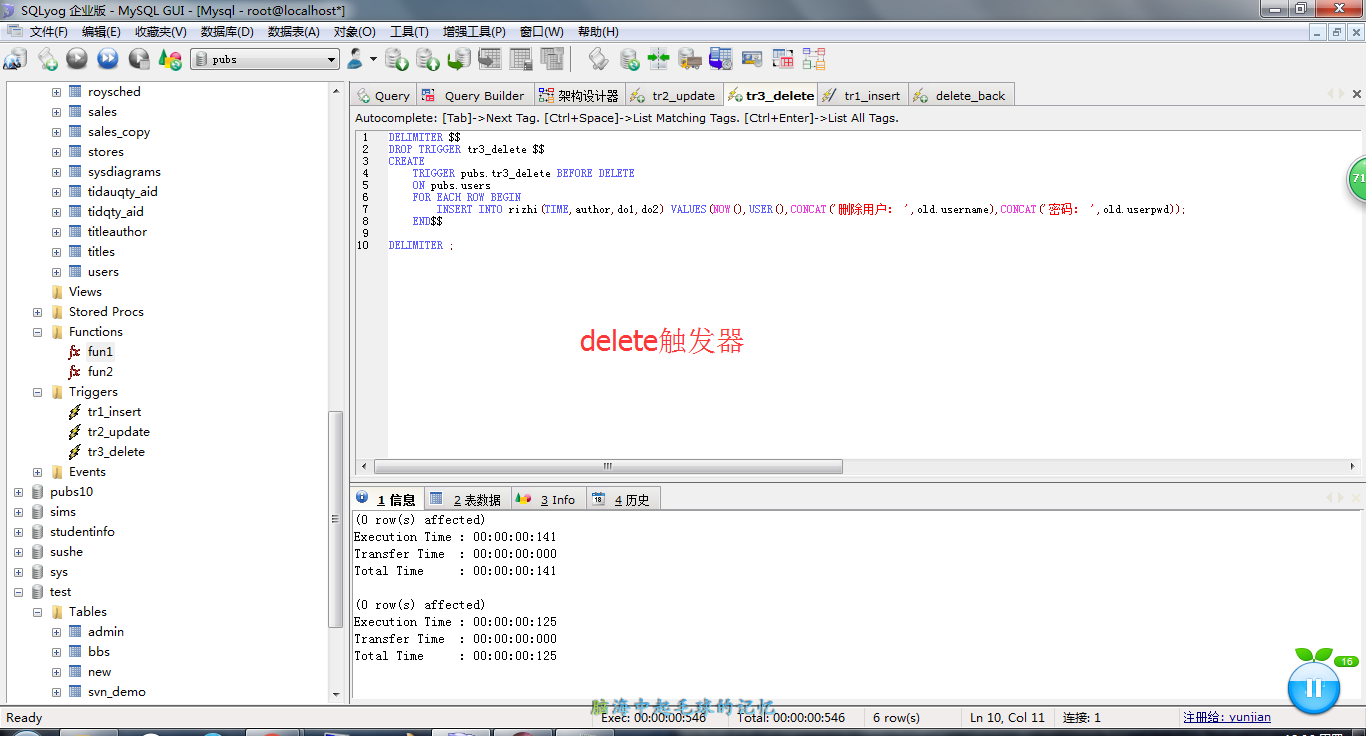 SQLyog 企业版 - MySQL GUI - [Mysql - root@localhost*]
文件(F) 编辑(E) 收藏夹(V) 数据库(D) 数据表(A) 对象(O) 工具(T) 增强工具(P) 窗口(W) 帮助(H)
pubs
roysched
sales
sales_copy
stores
sysdiagrams
tidauqty_aid
tidqty_aid
titleauthor
titles
users
Views
Stored Procs
Functions
fun1
fun2
Triggers
tr1_insert
tr2_update
tr3_delete
Events
pubs10
sims
studentinfo
sushe
sys
test
Tables
admin
bbs
new
svn_demo
Query Query Builder 架构设计器 tr2_update tr3_delete tr1_insert delete_back
Autocomplete: [Tab]->Next Tag. [Ctrl+Space]->List Matching Tags. [Ctrl+Enter]->List All Tags.
1 DELIMITER $$
2 DROP TRIGGER tr3_delete $$
3 CREATE
4 TRIGGER pubs.tr3_delete BEFORE DELETE
5 ON pubs.users
6 FOR EACH ROW BEGIN
7 INSERT INTO rizhi(TIME,author,do1,do2) VALUES(NOW(),USER(),CONCAT('删除用户: ',old.username),CONCAT('密码: ',old.userpwd));
8 END$$
9
10 DELIMITER ;
delete触发器
71
1 信息 2 表数据 3 Info 4 历史
(0 row(s) affected)
Execution Time : 00:00:00:141
Transfer Time : 00:00:00:000
Total Time : 00:00:00:141
(0 row(s) affected)
Execution Time : 00:00:00:125
Transfer Time : 00:00:00:000
Total Time : 00:00:00:125
16
脑海中起毛球的记忆
Ready Exec: 00:00:00:546 Total: 00:00:00:546 6 row(s) Ln 10, Col 11 连接: 1 注册给: yunjian